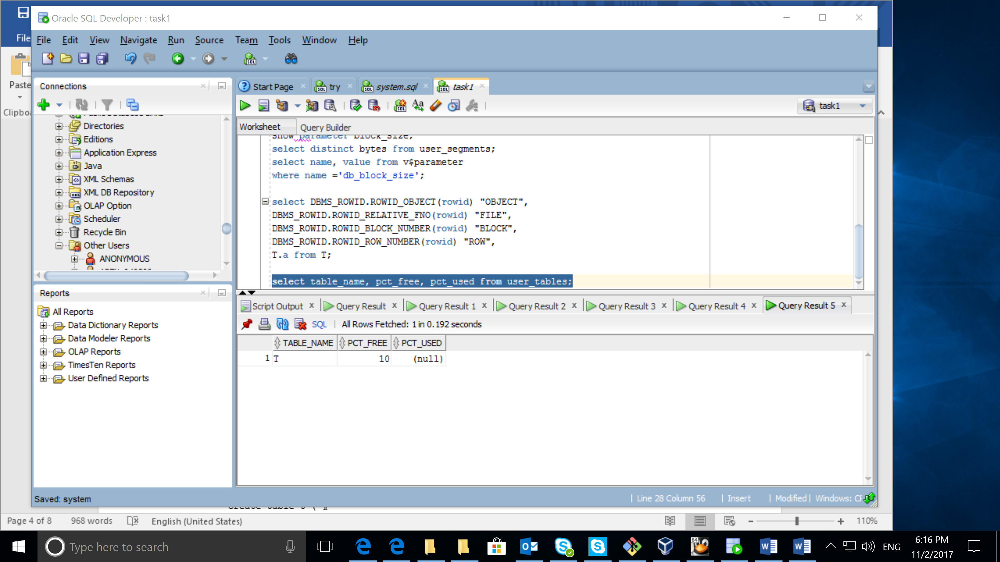 Oracle SQL Developer : task1
File
File Edit View Navigate Run Source Team Tools Window Help
Paste
Connections
Start Page
try
system.sql
task1
task1
Directories
Editions
Application Express
Java
XML Schemas
XML DB Repository
OLAP Option
Scheduler
Recycle Bin
Other Users
ANONYMOUS
Worksheet Query Builder
show parameter block_size;
select distinct bytes from user_segments;
select name, value from v$parameter
where name ='db_block_size';
select DBMS_ROWID.ROWID_OBJECT(rowid) "OBJECT",
DBMS_ROWID.ROWID_RELATIVE_FNO(rowid) "FILE",
DBMS_ROWID.ROWID_BLOCK_NUMBER(rowid) "BLOCK",
DBMS_ROWID.ROWID_ROW_NUMBER(rowid) "ROW",
T.a from T;
select table_name, pct_free, pct_used from user_tables;
Reports
All Reports
Data Dictionary Reports
Data Modeler Reports
OLAP Reports
TimesTen Reports
User Defined Reports
Script Output Query Result Query Result 1 Query Result 2 Query Result 3 Query Result 4 Query Result 5
SQL All Rows Fetched: 1 in 0.192 seconds
TABLE_NAME PCT_FREE PCT_USED
1 T 10 (null)
Saved: system
Line 28 Column 56 Insert Modified Windows: CR
Page 4 of 8 968 words English (United States) 110%
Type here to search
ENG
6:16 PM
11/2/2017